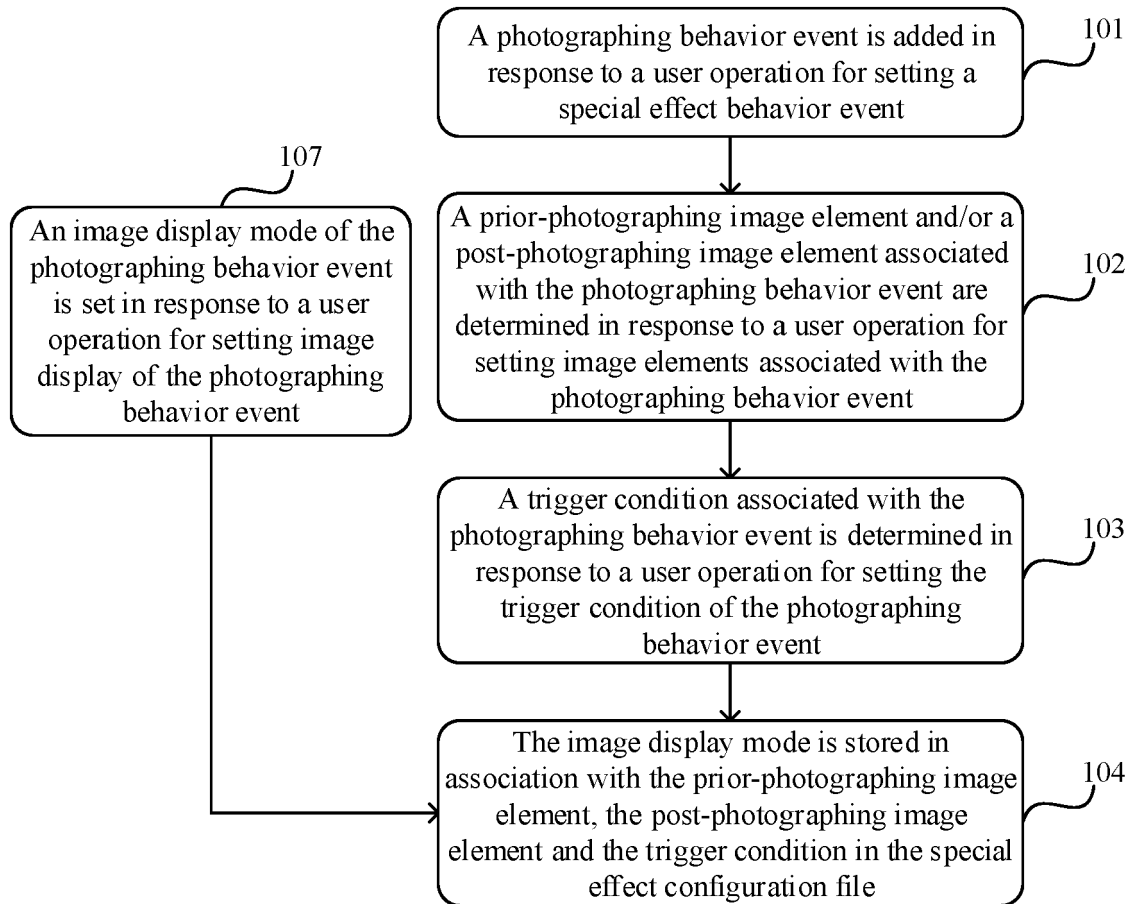 101
A photographing behavior event is added in
response to a user operation for setting a
special effect behavior event
107
An image display mode of the
photographing behavior event
is set in response to a user
operation for setting image
display of the photographing
behavior event
102
A prior-photographing image element and/or a
post-photographing image element associated
with the photographing behavior event are
determined in response to a user operation for
setting image elements associated with the
photographing behavior event
103
A trigger condition associated with the
photographing behavior event is determined in
response to a user operation for setting the
trigger condition of the photographing
behavior event
104
The image display mode is stored in
association with the prior-photographing image
element, the post-photographing image
element and the trigger condition in the special
effect configuration file